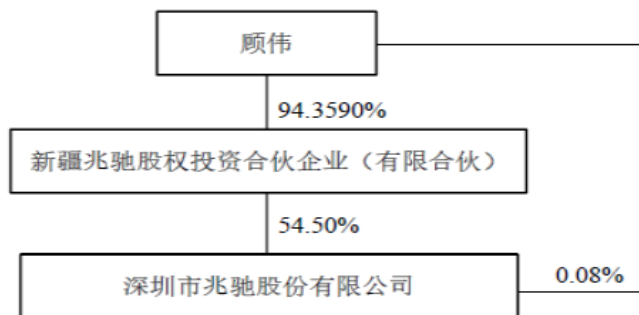 顾伟
94.3590%
新疆兆驰股权投资合伙企业（有限合伙）
54.50%
深圳市兆驰股份有限公司
0.08%